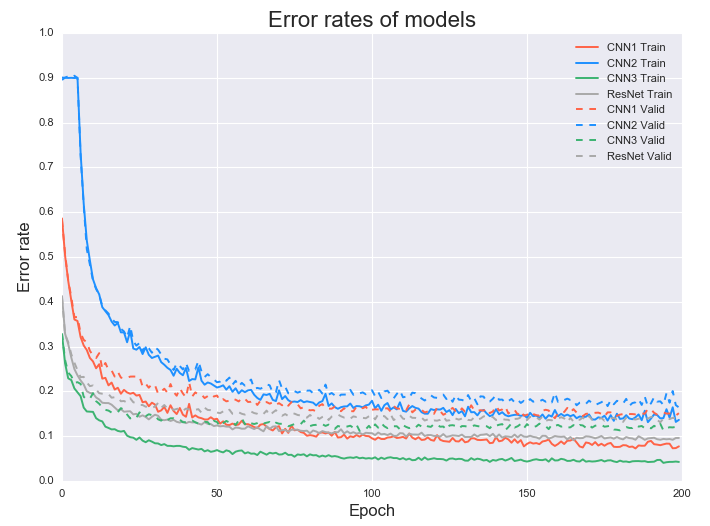 Error rates of models
1.0
0.9
0.8
0.7
0.6
0.5
0.4
0.3
0.2
0.1
0.0
Error rate
CNN1 Train
CNN2 Train
CNN3 Train
ResNet Train
CNN1 Valid
CNN2 Valid
CNN3 Valid
ResNet Valid
0 50 100 150 200
Epoch